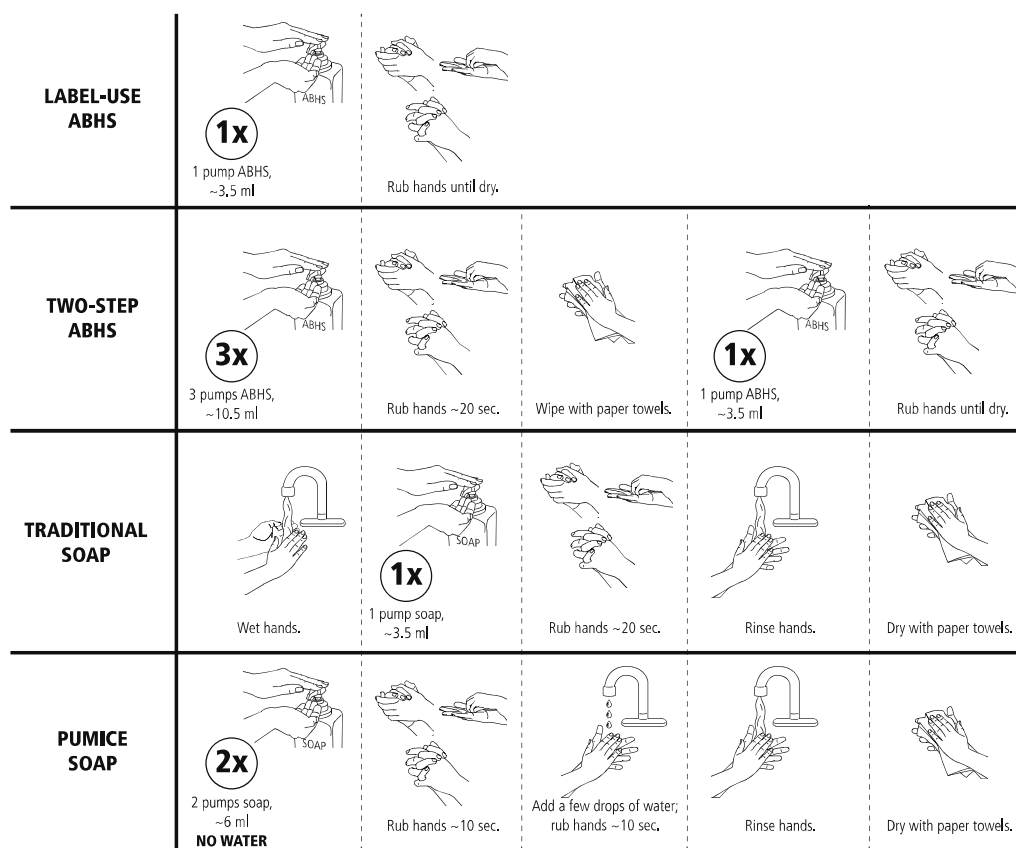 LABEL-USE
ABHS
ABHS
1x
1 pump ABHS,
~3.5 ml
Rub hands until dry.
TWO-STEP
ABHS
ABHS
3x
3 pumps ABHS,
~10.5 ml
Rub hands ~20 sec.
Wipe with paper towels.
ABHS
1x
1 pump ABHS,
~3.5 ml
Rub hands until dry.
TRADITIONAL
SOAP
Wet hands.
SOAP
1x
1 pump soap,
~3.5 ml
Rub hands ~20 sec.
Rinse hands.
Dry with paper towels.
PUMICE
SOAP
SOAP
2x
2 pumps soap,
~6 ml
NO WATER
Rub hands ~10 sec.
Add a few drops of water;
rub hands ~10 sec.
Rinse hands.
Dry with paper towels.